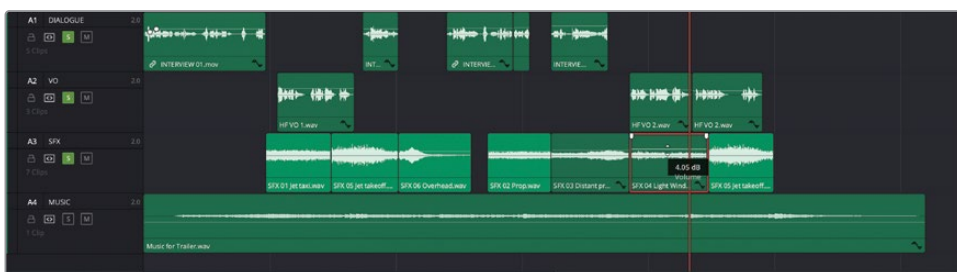 A1 DIALOGUE 2.0
S M
5 Clips
INTERVIEW 01.mov
INT...
INTERVIE...
INTERVIE...
A2 VO 2.0
S M
5 Clips
HF VO 1.wav
HF VO 2.wav
HF VO 2.wav
A3 SFX 2.0
S M
7 Clips
4.05 dB
Volume
SFX 01 Jet taxi.wav
SFX 05 Jet takeoff....
SFX 06 Overhead.wav
SFX 02 Prop.wav
SFX 03 Distant pr...
SFX 04 Light Wind...
SFX 05 Jet takeoff....
A4 MUSIC 2.0
S M
1 Clip
Music for Trailer.wav